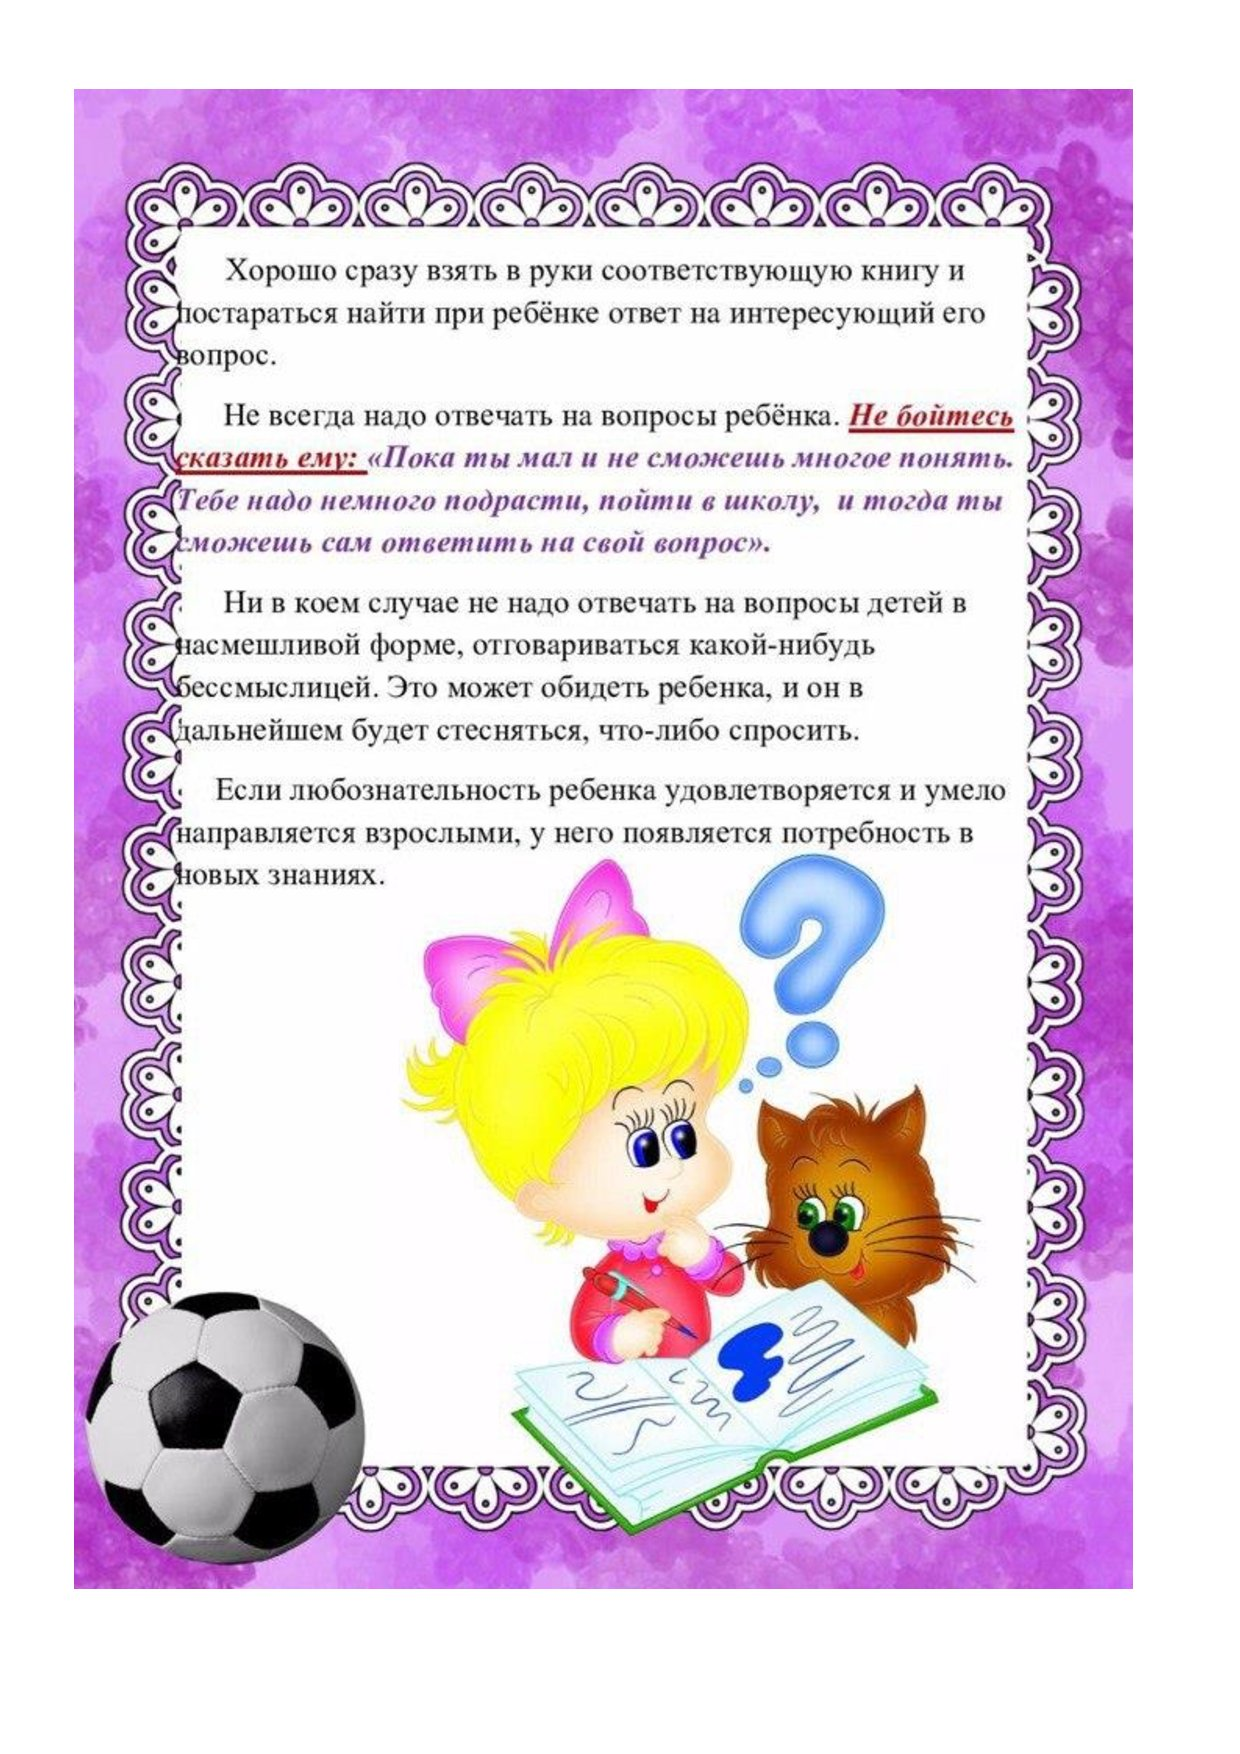 Хорошо сразу взять в руки соответствующую книгу и
постараться найти при ребёнке ответ на интересующий его
вопрос.
Не всегда надо отвечать на вопросы ребёнка. Не бойтесь
сказать ему: «Пока ты мал и не сможешь многое понять.
Тебе надо немного подрасти, пойти в школу, и тогда ты
сможешь сам ответить на свой вопрос».
Ни в коем случае не надо отвечать на вопросы детей в
насмешливой форме, отговариваться какой-нибудь
бессмыслицей. Это может обидеть ребенка, и он в
дальнейшем будет стесняться, что-либо спросить.
Если любознательность ребенка удовлетворяется и умело
направляется взрослыми, у него появляется потребность в
новых знаниях.